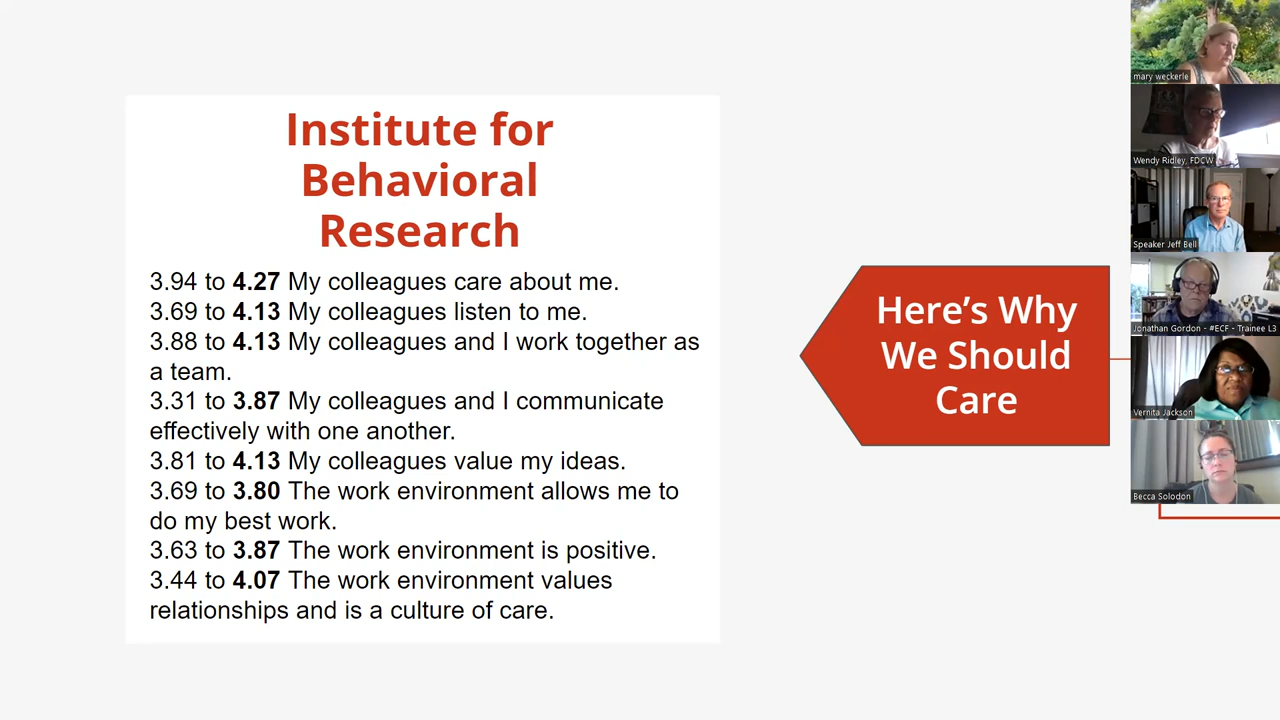 Institute for
Behavioral
Research
3.94 to 4.27 My colleagues care about me.
3.69 to 4.13 My colleagues listen to me.
3.88 to 4.13 My colleagues and I work together as
a team.
3.31 to 3.87 My colleagues and I communicate
effectively with one another.
3.81 to 4.13 My colleagues value my ideas.
3.69 to 3.80 The work environment allows me to
do my best work.
3.63 to 3.87 The work environment is positive.
3.44 to 4.07 The work environment values
relationships and is a culture of care.
Here’s Why
We Should
Care
mary weckerle
Wendy Ridley, FDCW
Speaker Jeff Bell
Jonathan Gordon - #ECF - Trainee L3
Vernita Jackson
Becca Solodon